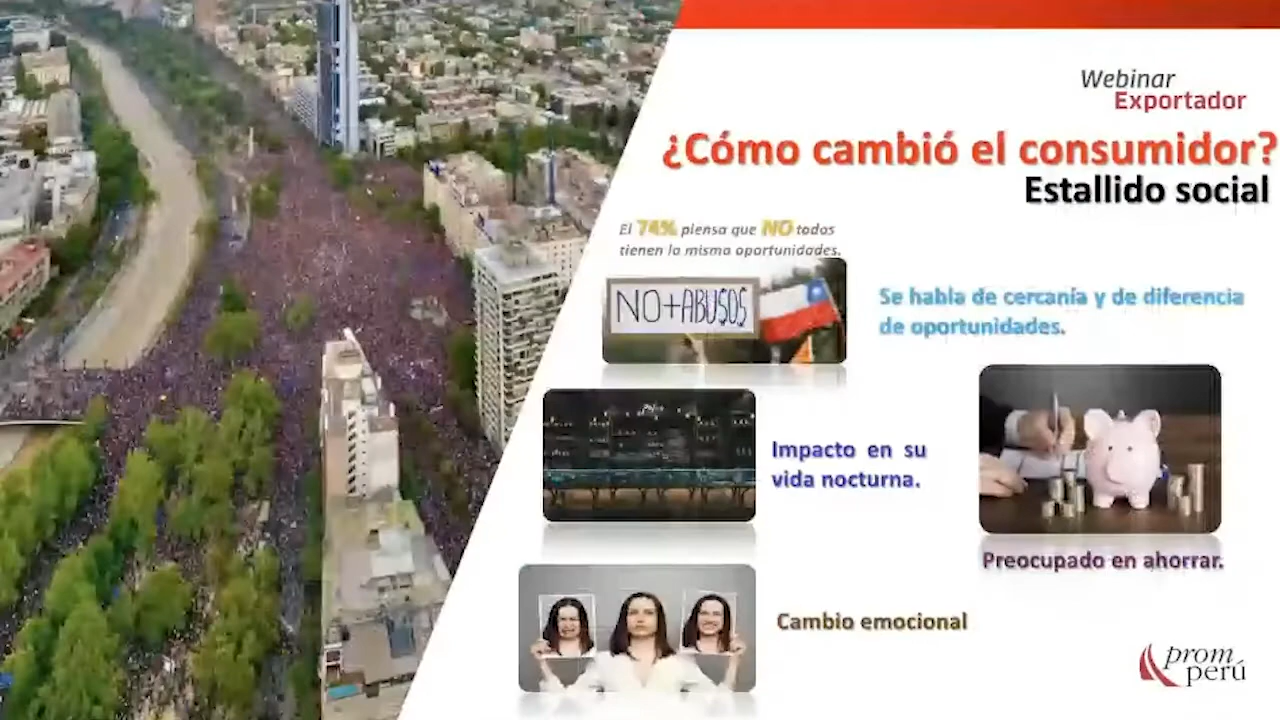 Webinar
Exportador
¿Cómo cambió el consumidor?
Estallido social
El 74% piensa que NO todos
tienen la misma oportunidades.
NO+ABU$O$
Se habla de cercanía y de diferencia
de oportunidades.
Impacto en su
vida nocturna.
Preocupado en ahorrar.
Cambio emocional
prom
perú